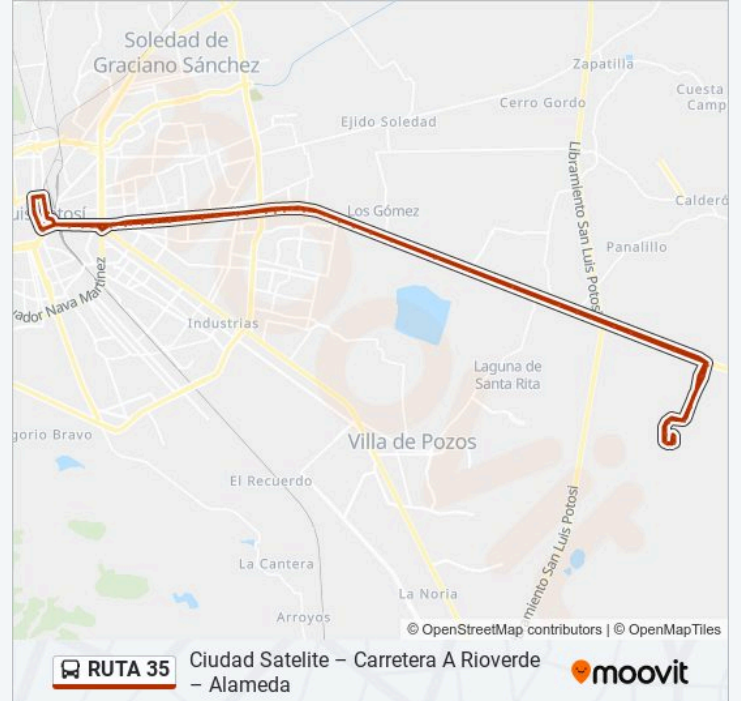 Soledad de
Graciano Sánchez
Zapatilla
Cuesta
Camp
Cerro Gordo
Ejido Soledad
Libramiento San Luis Potosí
Calderó
Los Gómez
uis Potosí
Panalillo
ador Nava Martínez
Industrias
Laguna de
Santa Rita
gorio Bravo
Villa de Pozos
El Recuerdo
La Cantera
La Noria
miento San Luis Potosí
Arroyos
© OpenStreetMap contributors | © OpenMapTiles
RUTA 35
Ciudad Satelite – Carretera A Rioverde
– Alameda
moovit